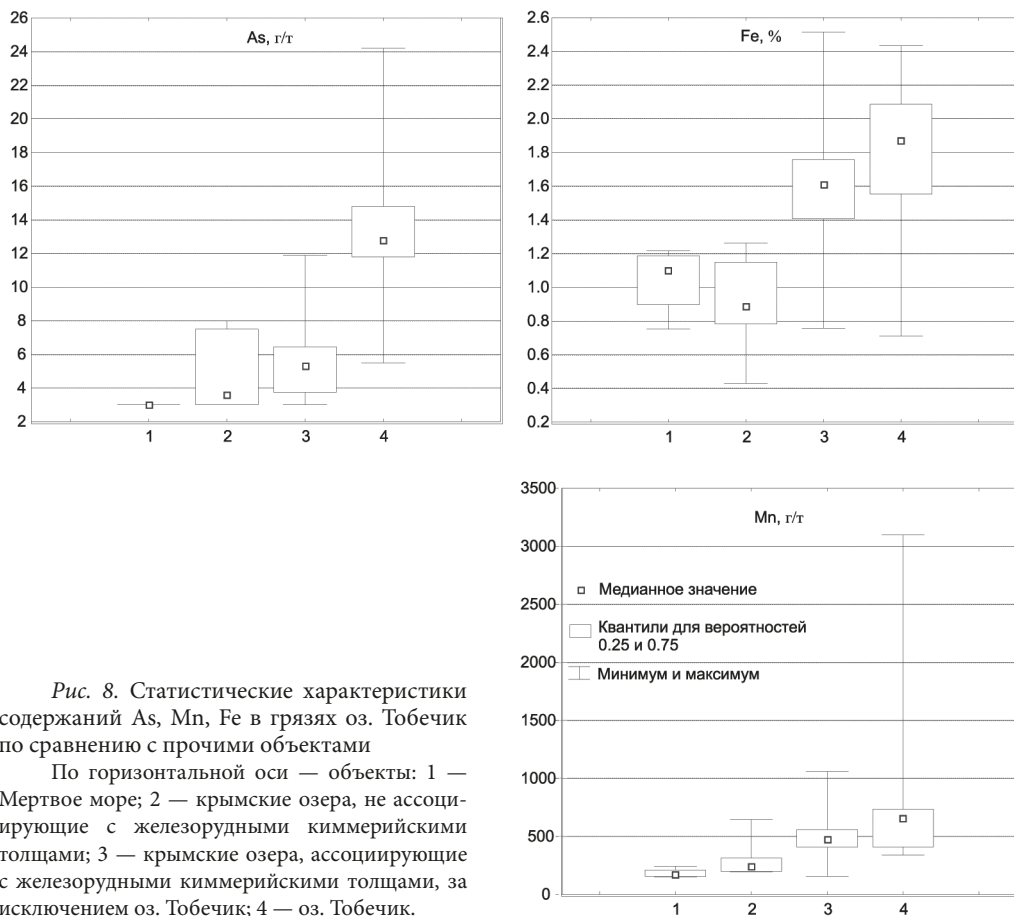 As, г/т
26
24
22
20
18
16
14
12
10
8
6
4
2
1 2 3 4
Fe, %
2.6
2.4
2.2
2.0
1.8
1.6
1.4
1.2
1.0
0.8
0.6
0.4
0.2
1 2 3 4
Mn, г/т
3500
3000
2500
2000
1500
1000
500
0
Медианное значение
Квантили для вероятностей
0.25 и 0.75
Минимум и максимум
1 2 3 4
Рис. 8. Статистические характеристики
содержаний As, Mn, Fe в грязях оз. Тобечик
по сравнению с прочими объектами
По горизонтальной оси — объекты: 1 —
Мертвое море; 2 — крымские озера, не ассоци-
ирующие с железорудными киммерийскими
толщами; 3 — крымские озера, ассоциирующие
с железорудными киммерийскими толщами, за
исключением оз. Тобечик; 4 — оз. Тобечик.